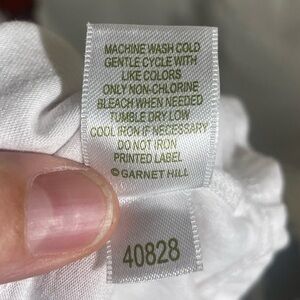 MACHINE WASH COLD
GENTLE CYCLE WITH
LIKE COLORS
ONLY NON-CHLORINE
BLEACH WHEN NEEDED
TUMBLE DRY LOW
COOL IRON IF NECESSARY
DO NOT IRON
PRINTED LABEL
©GARNET HILL
40828